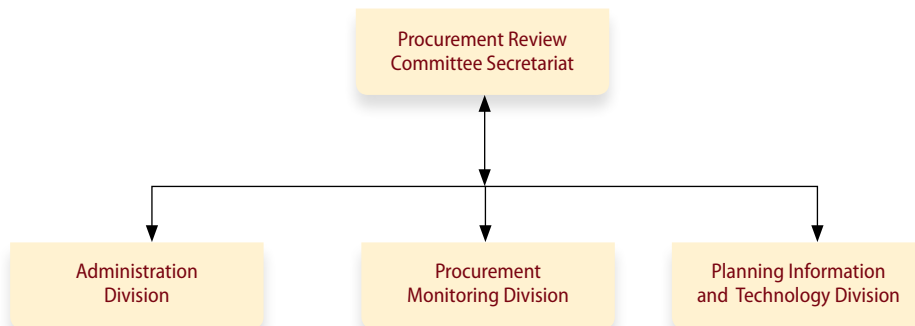 Procurement Review
Committee Secretariat
Administration
Division
Procurement
Monitoring Division
Planning Information
and Technology Division